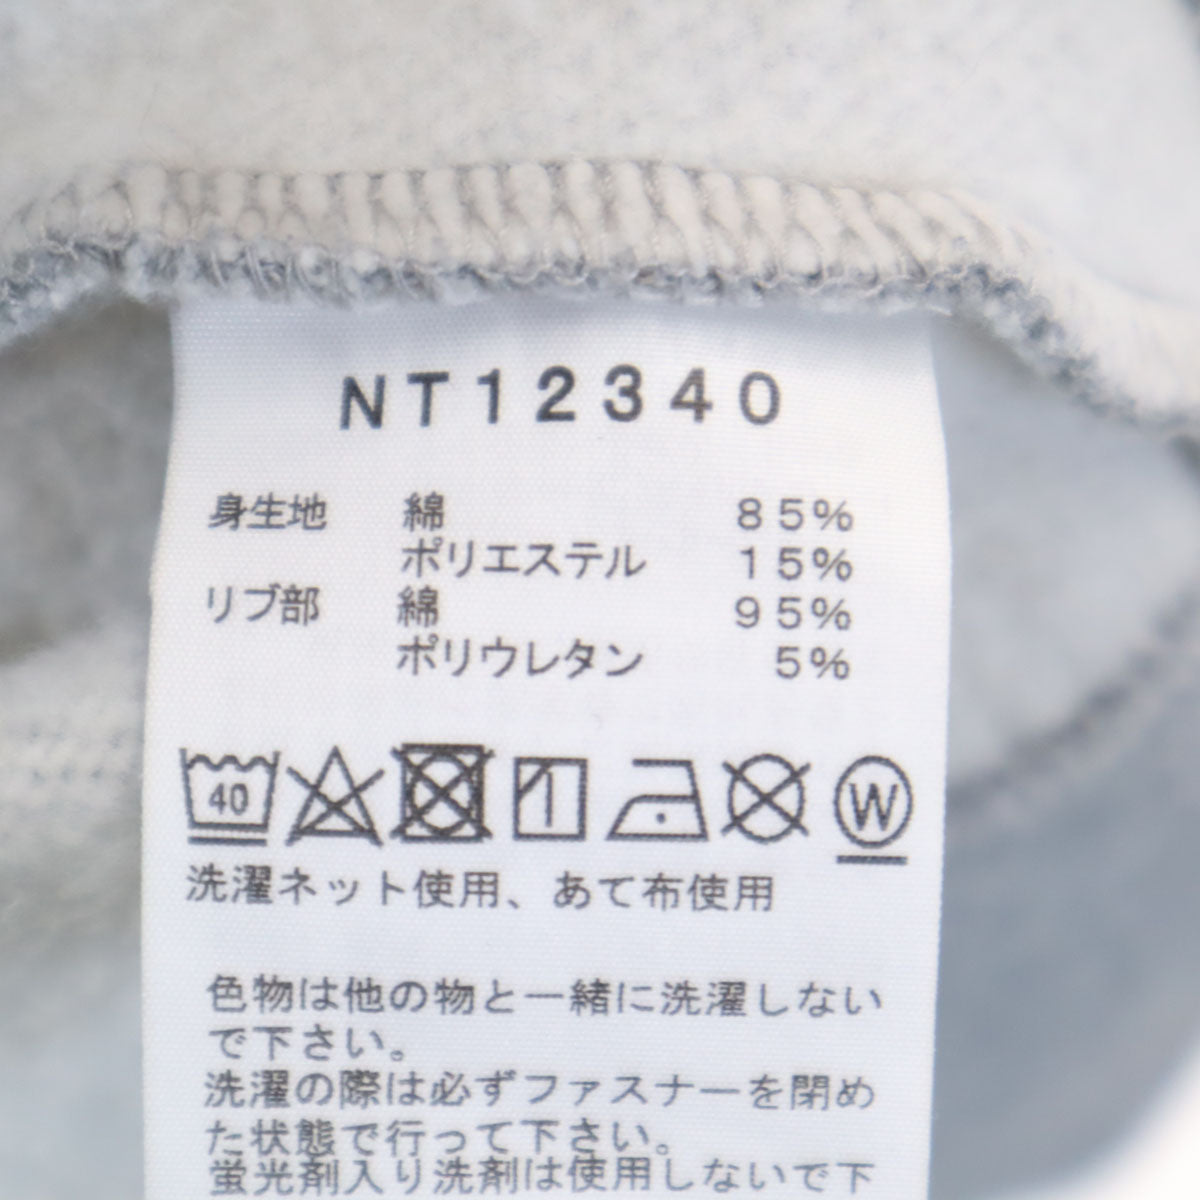 NT12340
身生地 綿 85%
ポリエステル 15%
リブ部 綿 95%
ポリウレタン 5%
40 W
洗濯ネット使用、あて布使用
色物は他の物と一緒に洗濯しない
で下さい。
洗濯の際は必ずファスナーを閉め
た状態で行って下さい。
蛍光剤入り洗剤は使用しないで下